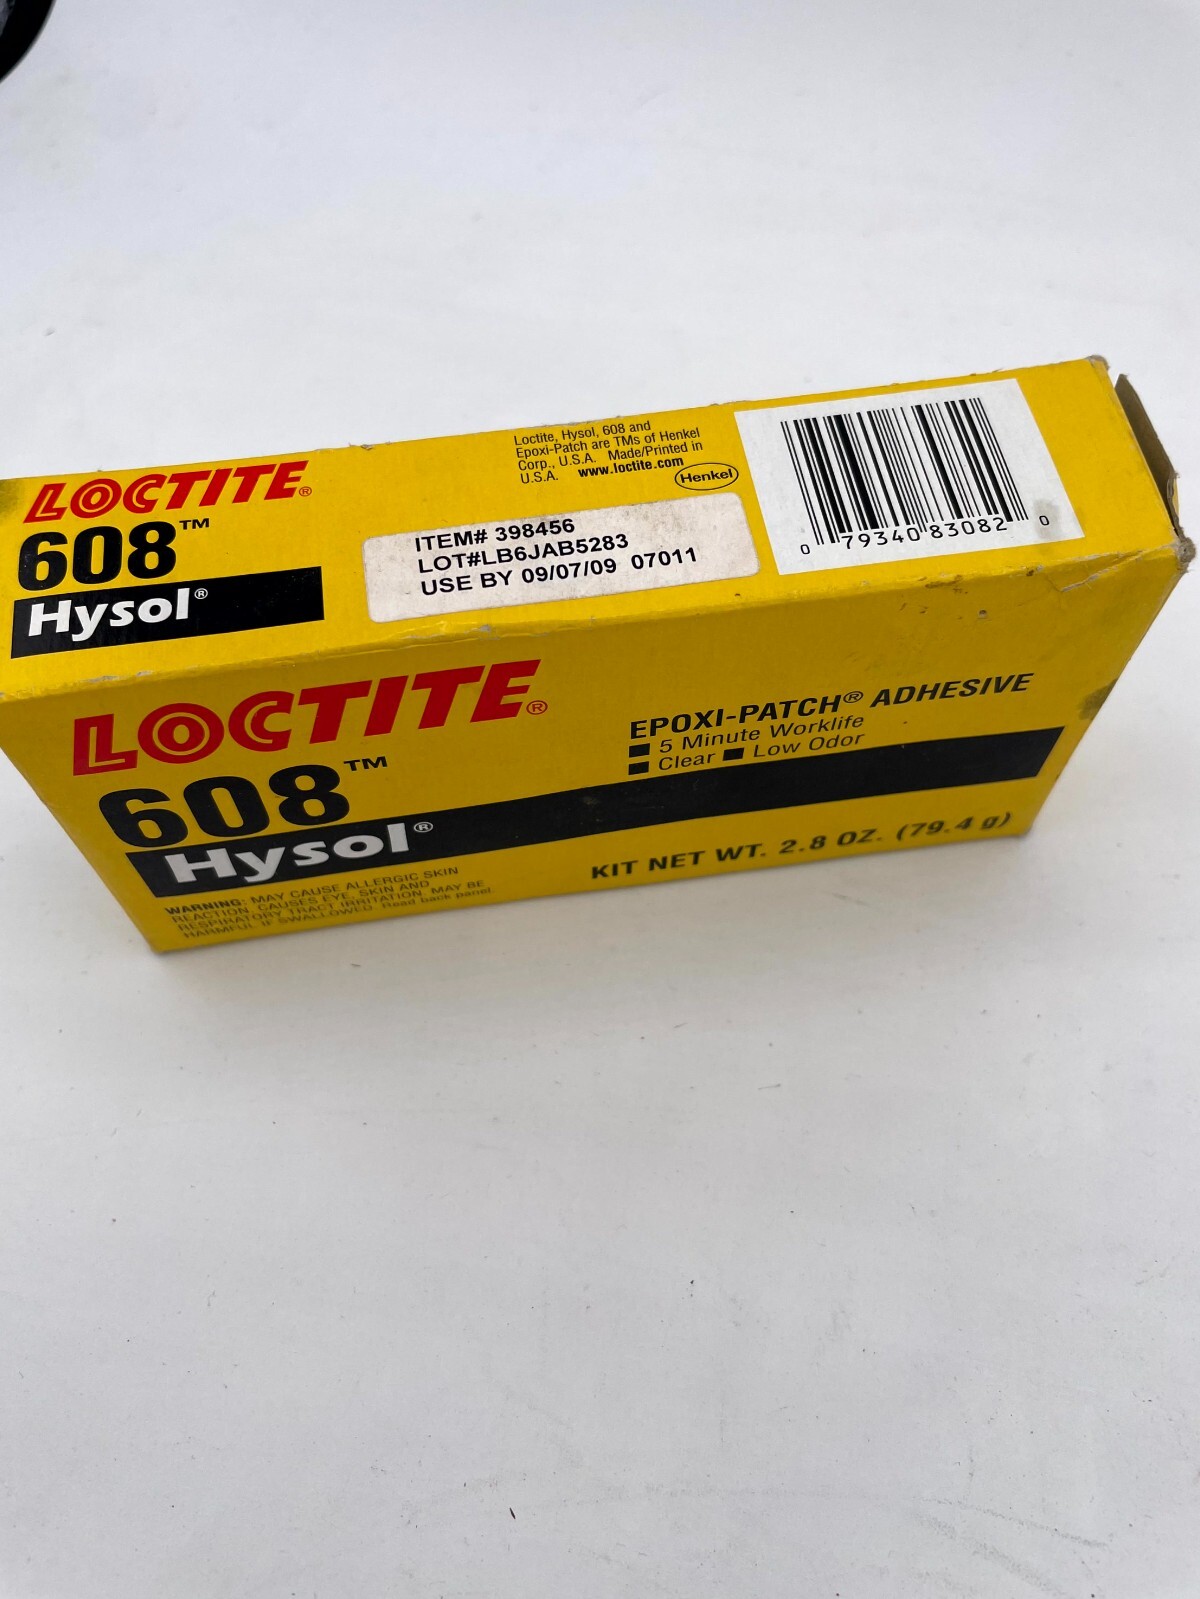 LOCTITE®
608™
Hysol®
Loctite, Hysol, 608 and
Epoxi-Patch are TMs of Henkel
Corp., U.S.A. Made/Printed in
U.S.A. www.loctite.com
Henkel
ITEM# 398456
LOT#LB6JAB5283
USE BY 09/07/09 07011
0 79340 83082 0
LOCTITE®
608™
Hysol®
EPOXI-PATCH® ADHESIVE
■ 5 Minute Worklife
■ Clear ■ Low Odor
KIT NET WT. 2.8 OZ. (79.4 g)
WARNING: MAY CAUSE ALLERGIC SKIN
REACTION. CAUSES EYE, SKIN AND
RESPIRATORY TRACT IRRITATION. MAY BE
HARMFUL IF SWALLOWED. Read back panel.